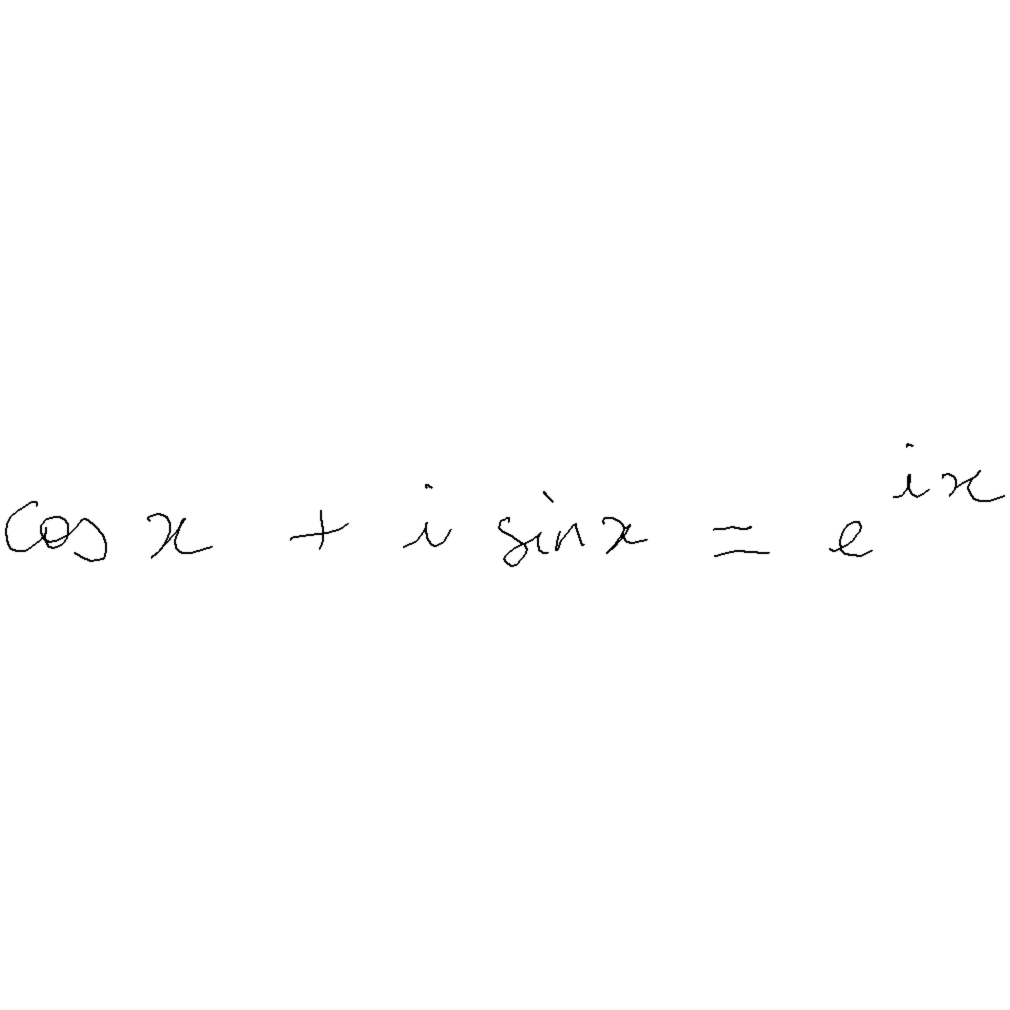 cos x + i sin x = e^{ix}